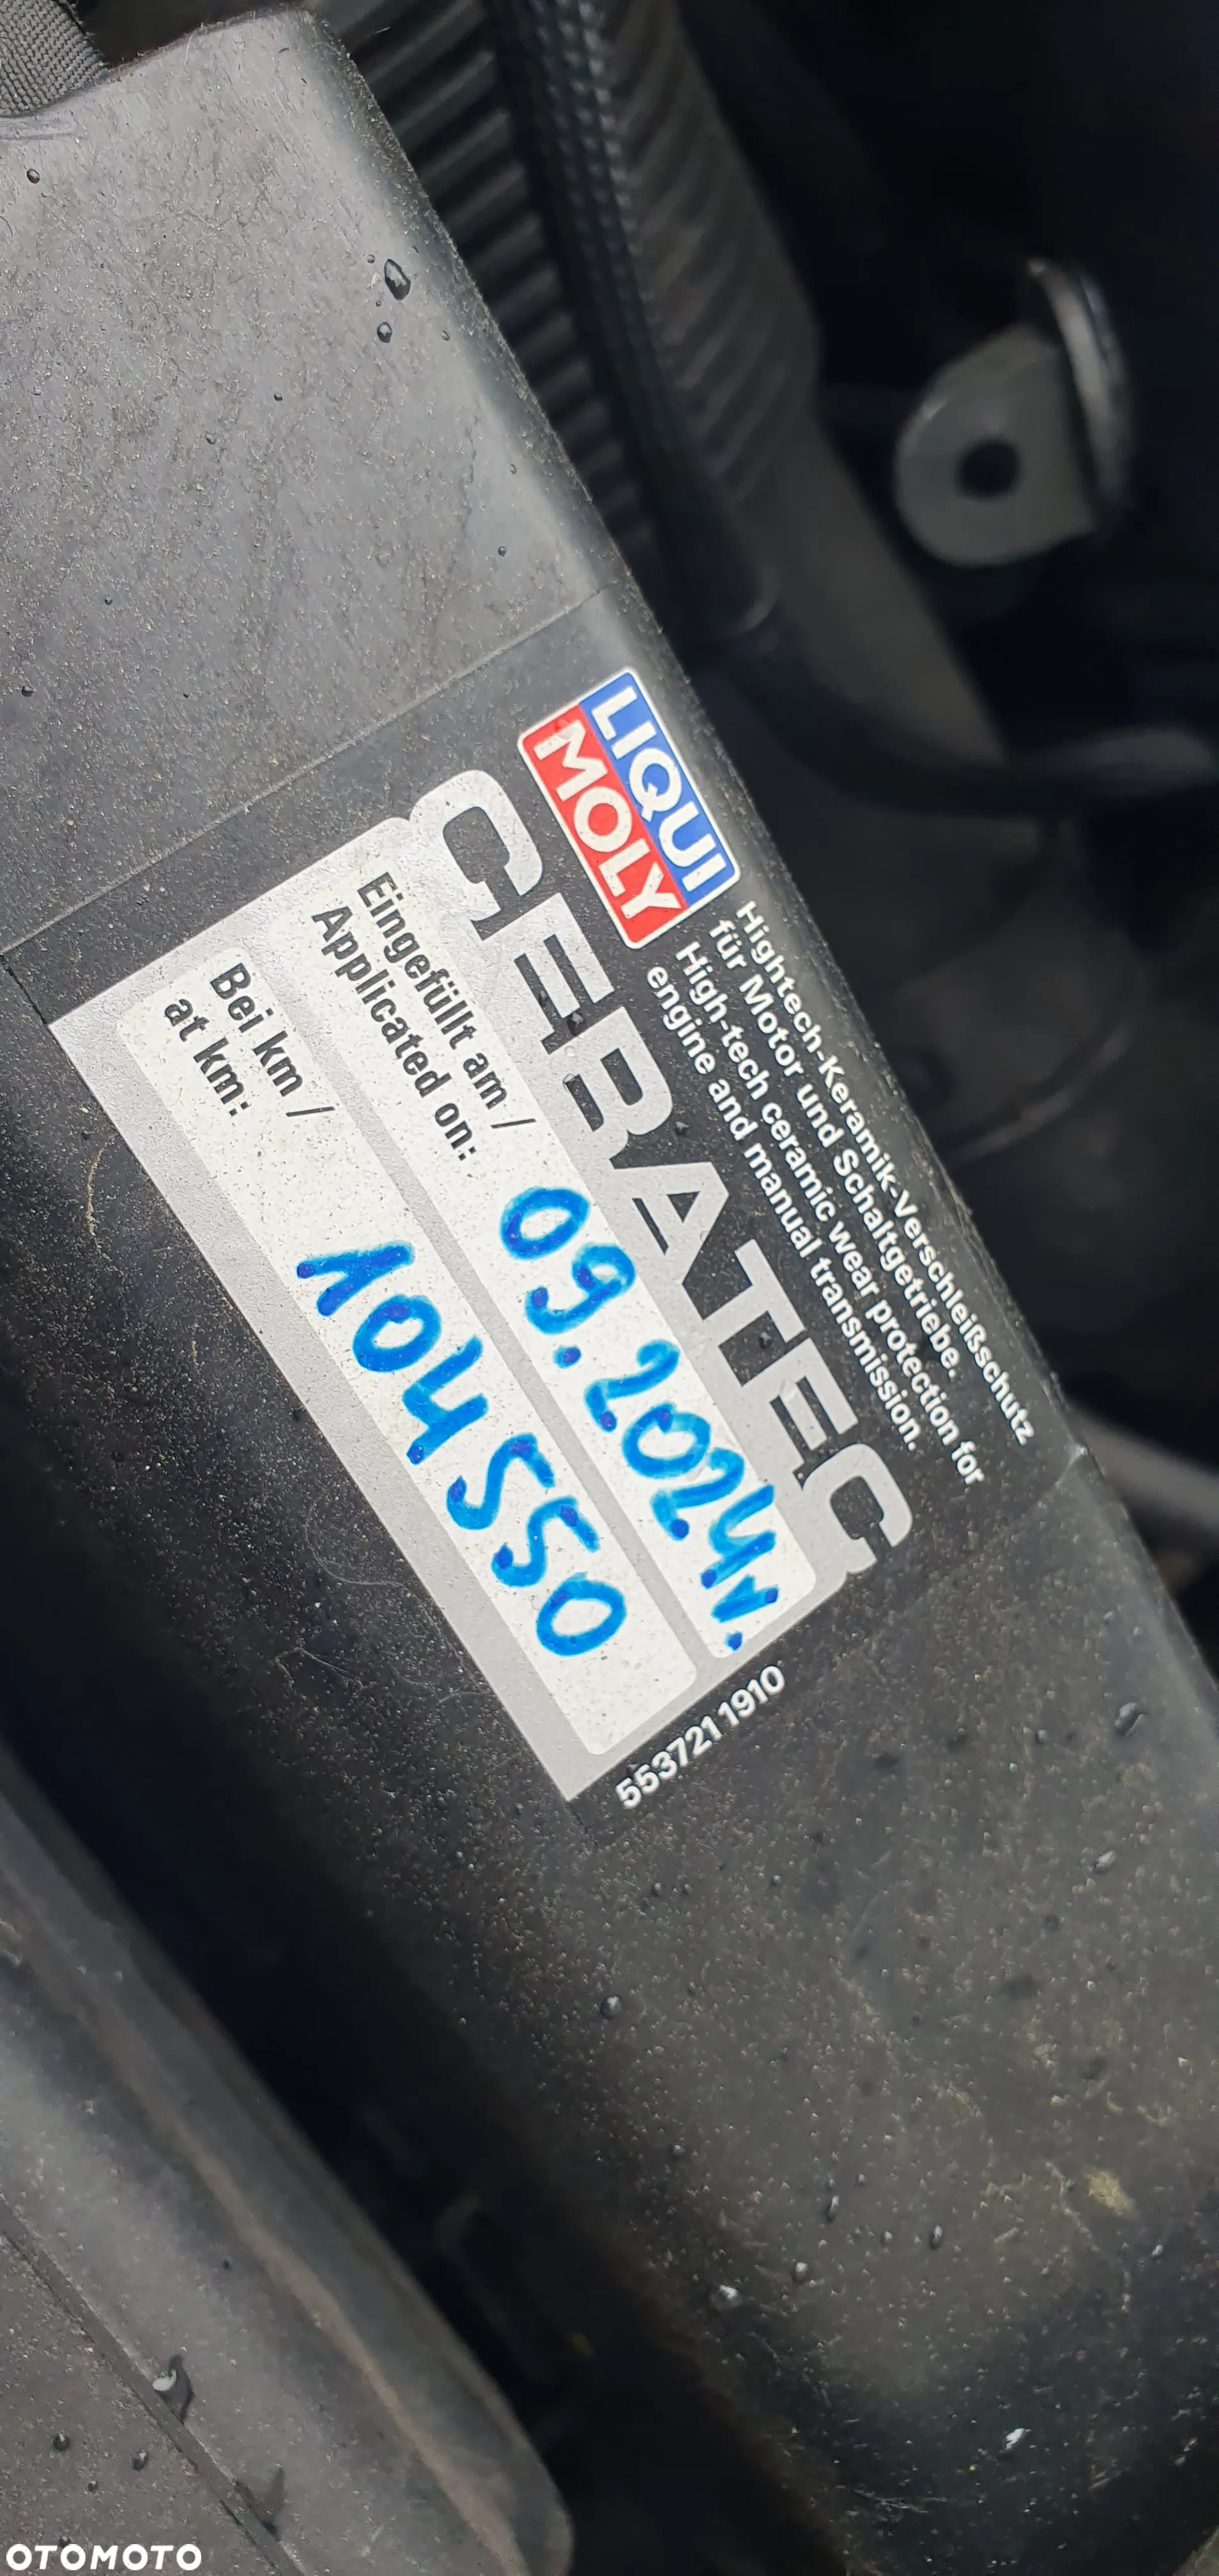 LIQUI
MOLY
Hightech-Keramik-Verschleißschutz
für Motor und Schaltgetriebe.
High-tech ceramic wear protection for
engine and manual transmission.
CERATEC
Eingefüllt am /
Applicated on:
09.2024r.
Bei km /
at km:
104550
5537211910
OTOMOTO